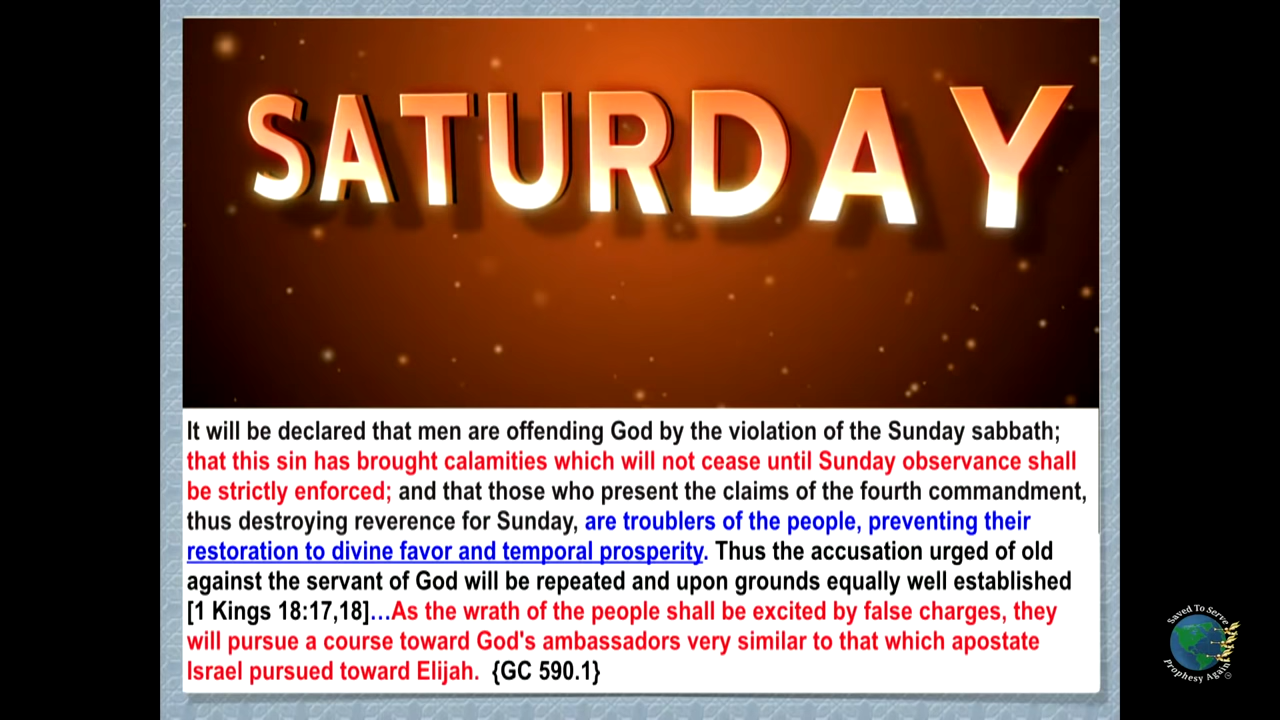 SATURDAY
It will be declared that men are offending God by the violation of the Sunday sabbath;
that this sin has brought calamities which will not cease until Sunday observance shall
be strictly enforced; and that those who present the claims of the fourth commandment,
thus destroying reverence for Sunday, are troublers of the people, preventing their
restoration to divine favor and temporal prosperity. Thus the accusation urged of old
against the servant of God will be repeated and upon grounds equally well established
[1 Kings 18:17,18]…As the wrath of the people shall be excited by false charges, they
will pursue a course toward God's ambassadors very similar to that which apostate
Israel pursued toward Elijah. {GC 590.1}
Saved To Serve
Prophesy Again